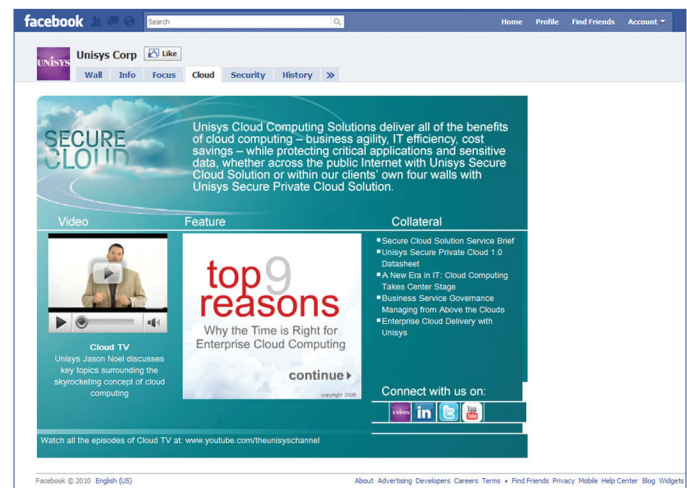 facebook Search Home Profile Find Friends Account
UNISYS
Unisys Corp Like
Wall Info Focus Cloud Security History »
SECURE
CLOUD
Unisys Cloud Computing Solutions deliver all of the benefits
of cloud computing – business agility, IT efficiency, cost
savings – while protecting critical applications and sensitive
data, whether across the public Internet with Unisys Secure
Cloud Solution or within our clients' own four walls with
Unisys Secure Private Cloud Solution.
Video Feature Collateral
Cloud TV
Unisys Jason Noel discusses
key topics surrounding the
skyrocketing concept of cloud
computing
top 9
reasons
Why the Time is Right for
Enterprise Cloud Computing
continue
copyright 2009
Secure Cloud Solution Service Brief
Unisys Secure Private Cloud 1.0
Datasheet
A New Era in IT: Cloud Computing
Takes Center Stage
Business Service Governance
Managing from Above the Clouds
Enterprise Cloud Delivery with
Unisys
Connect with us on:
UNISYS in You Tube
Watch all the episodes of Cloud TV at: www.youtube.com/theunisyschannel
Facebook © 2010 English (US) About Advertising Developers Careers Terms • Find Friends Privacy Mobile Help Center Blog Widgets